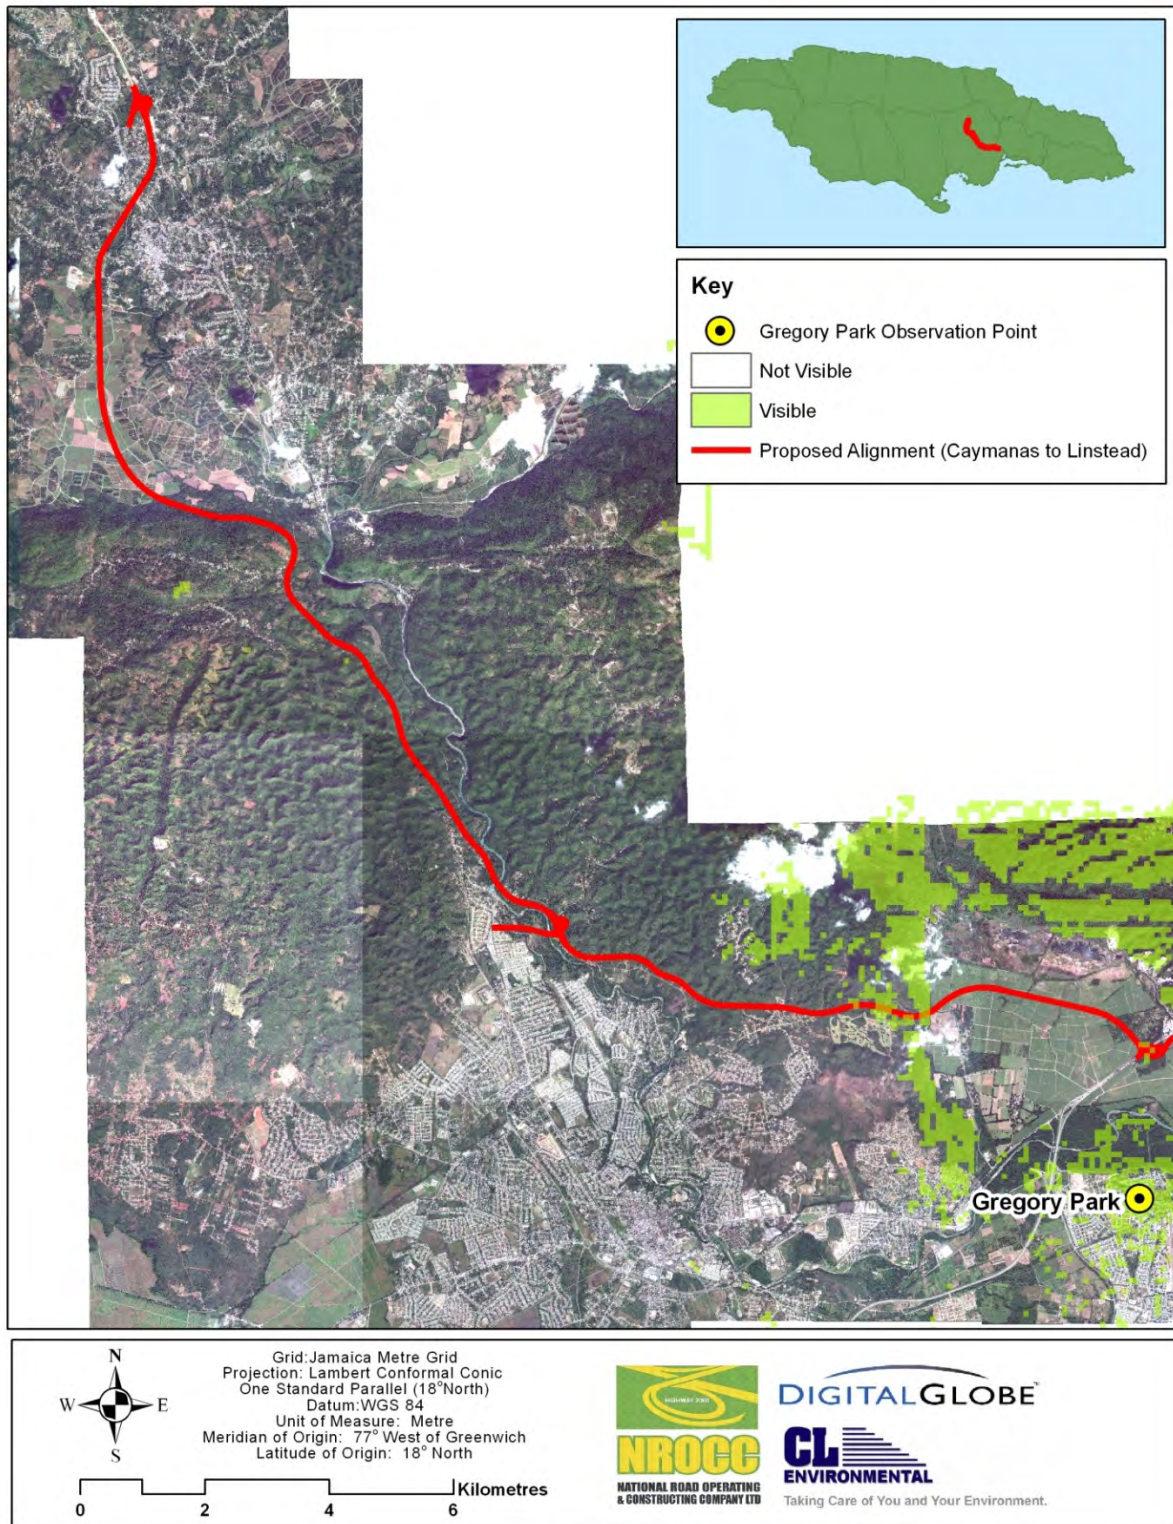 Key
Gregory Park Observation Point
Not Visible
Visible
Proposed Alignment (Caymanas to Linstead)
Gregory Park
N
W
E
S
Grid:Jamaica Metre Grid
Projection: Lambert Conformal Conic
One Standard Parallel (18°North)
Datum:WGS 84
Unit of Measure: Metre
Meridian of Origin: 77° West of Greenwich
Latitude of Origin: 18° North
Kilometres
0 2 4 6
HIGHWAY 2000
NROCC
NATIONAL ROAD OPERATING
& CONSTRUCTING COMPANY LTD
DIGITALGLOBE™
CL
ENVIRONMENTAL
Taking Care of You and Your Environment.